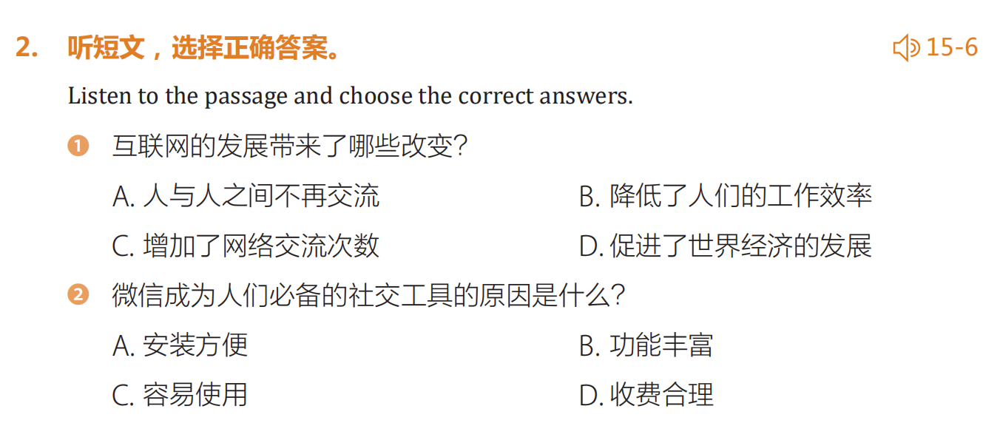 2. 听短文，选择正确答案。 15-6
Listen to the passage and choose the correct answers.
1 互联网的发展带来了哪些改变？
A. 人与人之间不再交流 B. 降低了人们的工作效率
C. 增加了网络交流次数 D. 促进了世界经济的发展
2 微信成为人们必备的社交工具的原因是什么？
A. 安装方便 B. 功能丰富
C. 容易使用 D. 收费合理